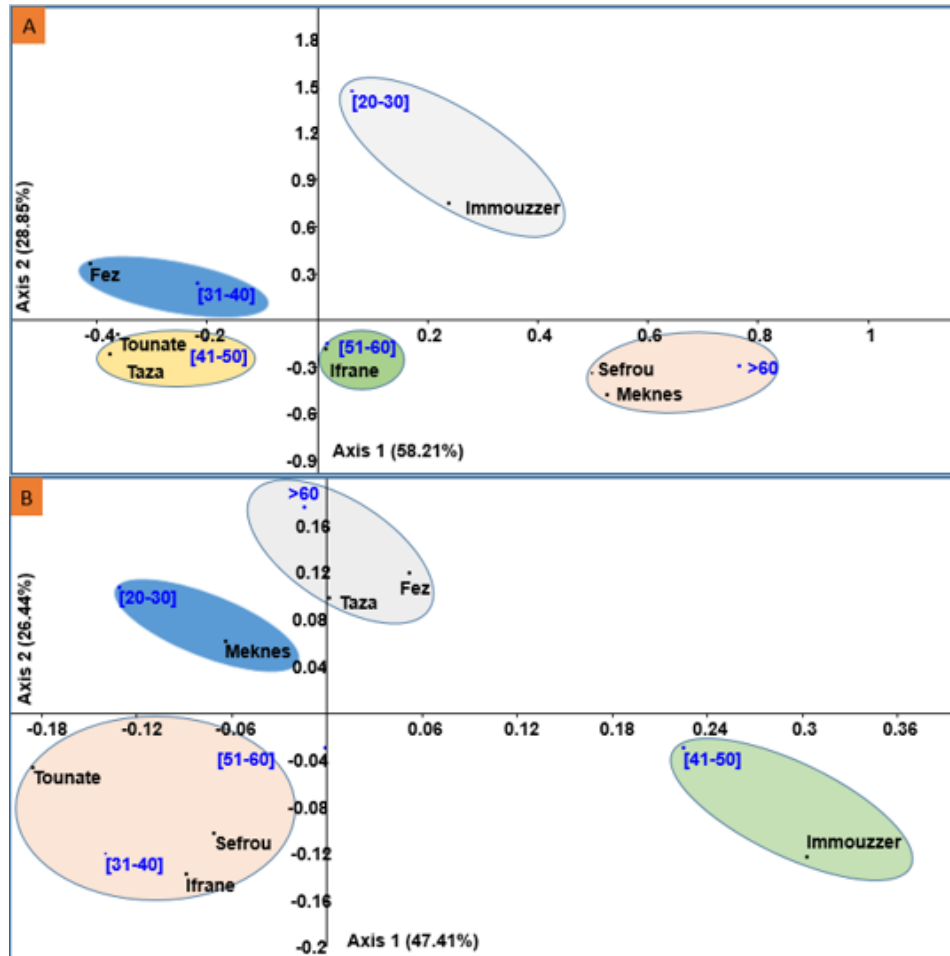 A
1.8
1.5
[20-30]
1.2
0.9
Immouzzer
0.6
Axis 2 (28.85%)
Fez
0.3
[31-40]
-0.4 -0.2 0.2 0.4 0.6 0.8 1
Tounate [41-50] [51-60]
Taza Ifrane -0.3 Sefrou >60
Meknes
-0.6
Axis 1 (58.21%)
-0.9
B
>60
0.16
[20-30] 0.12 Fez
Taza
0.08
Meknes
0.04
Axis 2 (26.44%)
-0.18 -0.12 -0.06 0.06 0.12 0.18 0.24 0.30 0.36
[51-60] -0.04 [41-50]
Tounate
-0.08
Sefrou Immouzzer
[31-40] -0.12
Ifrane
-0.16
-0.2 Axis 1 (47.41%)